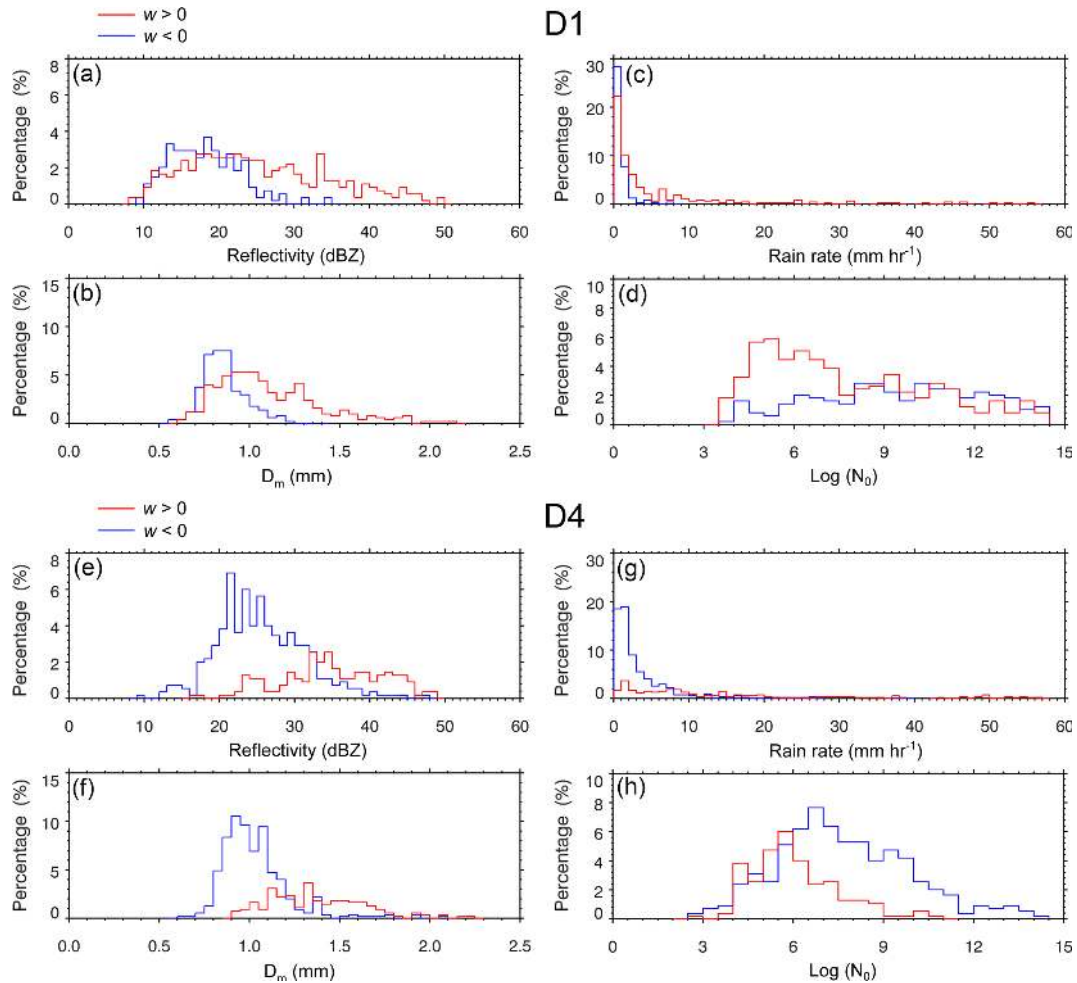 w > 0
w < 0
D1
(a)
Percentage (%)
8
6
4
2
0
0 10 20 30 40 50 60
Reflectivity (dBZ)
(c)
Percentage (%)
30
20
10
0
0 10 20 30 40 50 60
Rain rate (mm hr⁻¹)
(b)
Percentage (%)
15
10
5
0
0.0 0.5 1.0 1.5 2.0 2.5
Dₘ (mm)
(d)
Percentage (%)
10
8
6
4
2
0
0 3 6 9 12 15
Log (N₀)
w > 0
w < 0
D4
(e)
Percentage (%)
8
6
4
2
0
0 10 20 30 40 50 60
Reflectivity (dBZ)
(g)
Percentage (%)
30
20
10
0
0 10 20 30 40 50 60
Rain rate (mm hr⁻¹)
(f)
Percentage (%)
15
10
5
0
0.0 0.5 1.0 1.5 2.0 2.5
Dₘ (mm)
(h)
Percentage (%)
10
8
6
4
2
0
0 3 6 9 12 15
Log (N₀)